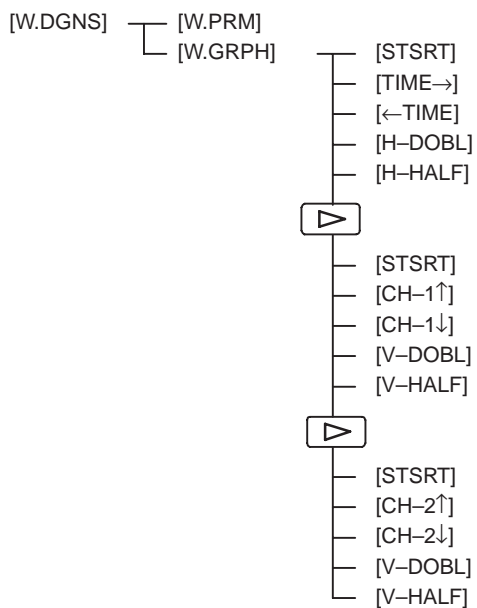 [W.DGNS] [W.PRM]
[W.GRPH] [STSRT]
[TIME→]
[←TIME]
[H–DOBL]
[H–HALF]
[STSRT]
[CH–1↑]
[CH–1↓]
[V–DOBL]
[V–HALF]
[STSRT]
[CH–2↑]
[CH–2↓]
[V–DOBL]
[V–HALF]